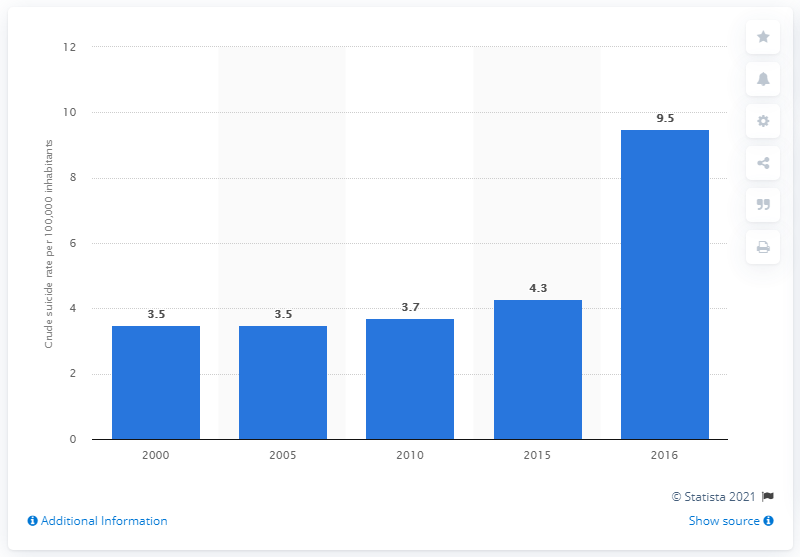 12
10
8
6
4
2
0
Crude suicide rate per 100,000 inhabitants
3.5
3.5
3.7
4.3
9.5
2000 2005 2010 2015 2016
© Statista 2021
Additional Information
Show source